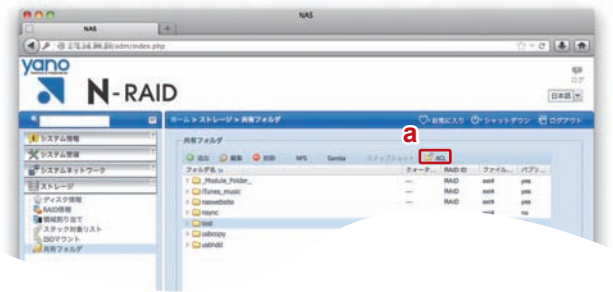 NAS
NAS
/adm/index.php
yano
N-RAID
ログ
日本語
ホーム > ストレージ > 共有フォルダ
お気に入り シャットダウン ログアウト
システム情報
システム管理
システムネットワーク
ストレージ
ディスク情報
RAID情報
領域割り当て
スタック対象リスト
ISOマウント
共有フォルダ
共有フォルダ
a
追加 編集 削除 NFS Samba スナップショット ACL
フォルダ名 クォータ... RAID ID ファイル... パブリ...
_Module_Folder_ --- RAID ext4 yes
iTunes_music --- RAID ext4 yes
naswebsite --- RAID ext4 yes
nsync --- RAID ext4 no
test
usbcopy
usbhdd